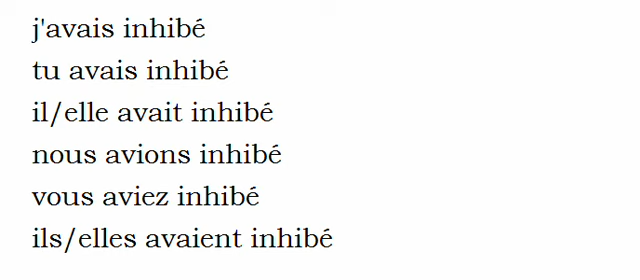 j'avais inhibé
tu avais inhibé
il/elle avait inhibé
nous avions inhibé
vous aviez inhibé
ils/elles avaient inhibé